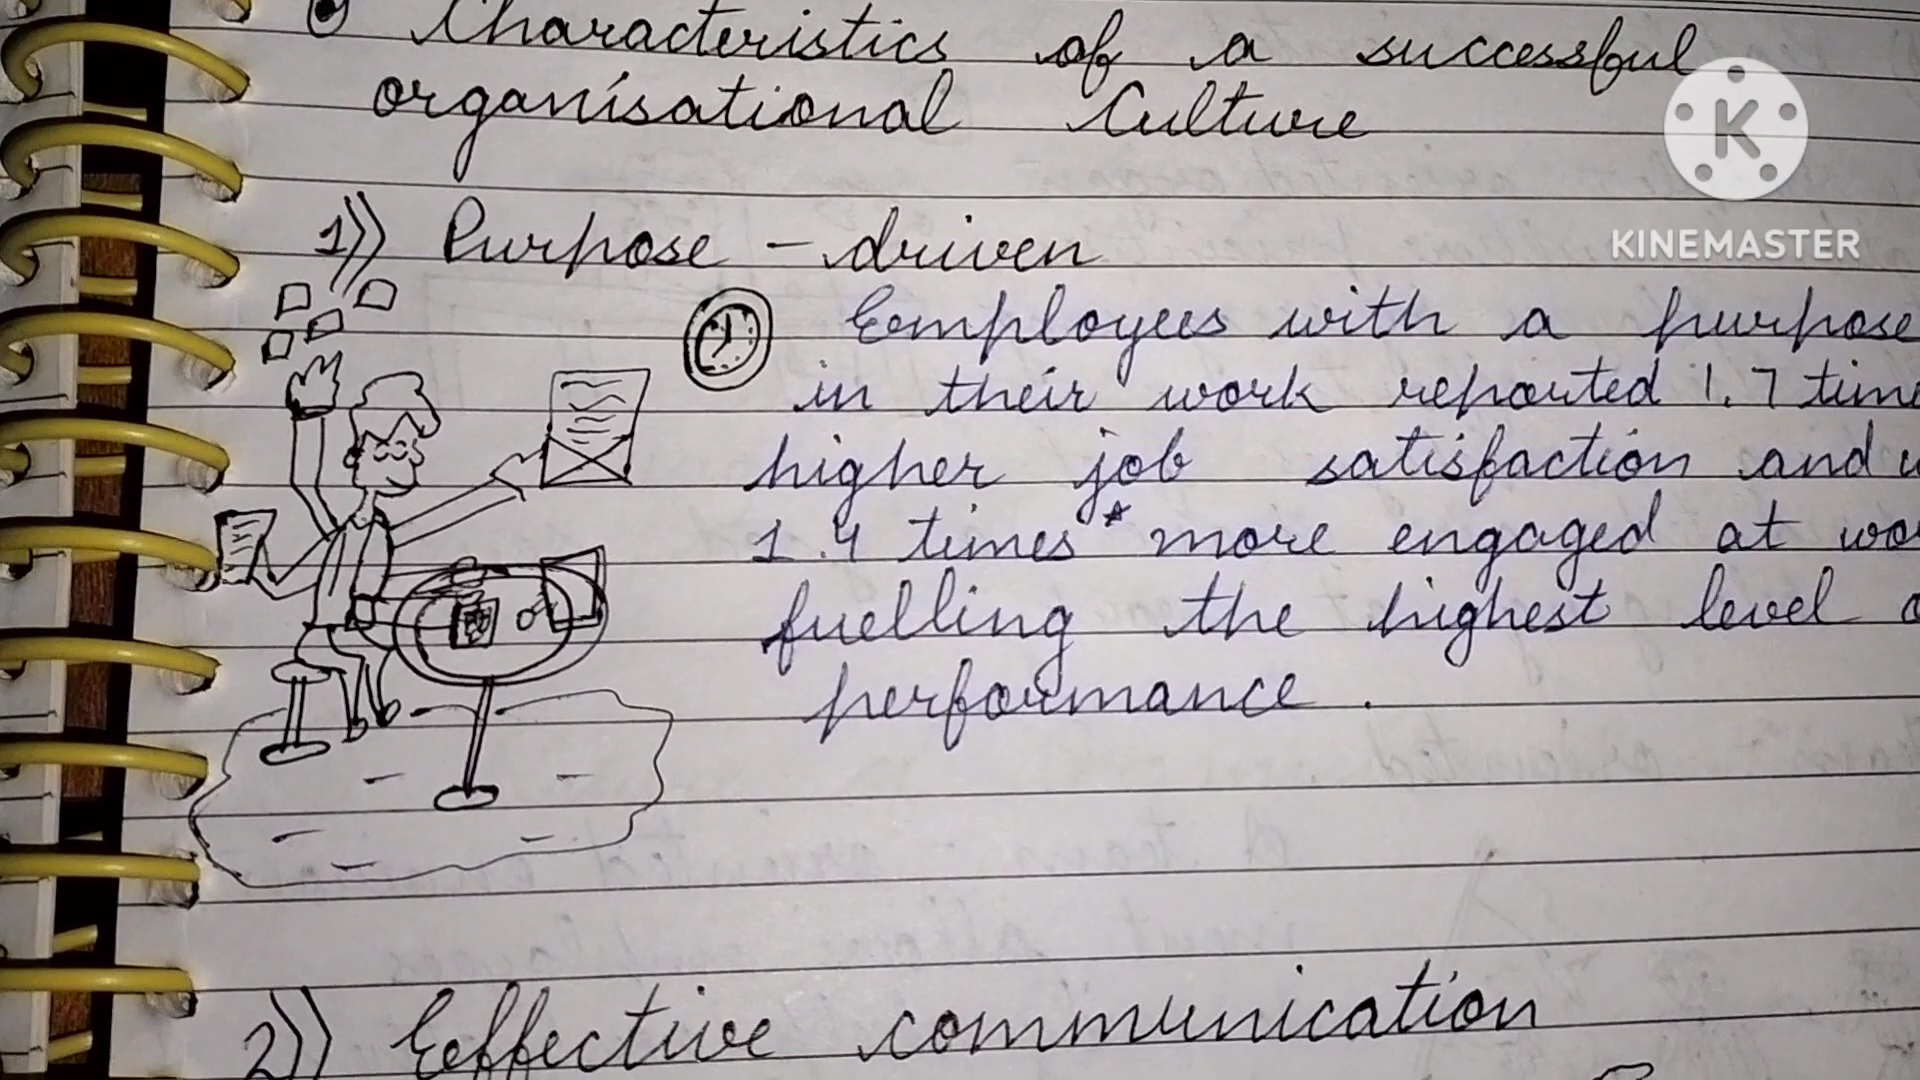 Characteristics of a successful
organisational Culture
1)) Purpose - driven
Employees with a purpose
in their work reported 1.7 time
higher job satisfaction and
1.4 times* more engaged at wo
fuelling the highest level
performance.
2)) Effective communication
K
KINEMASTER